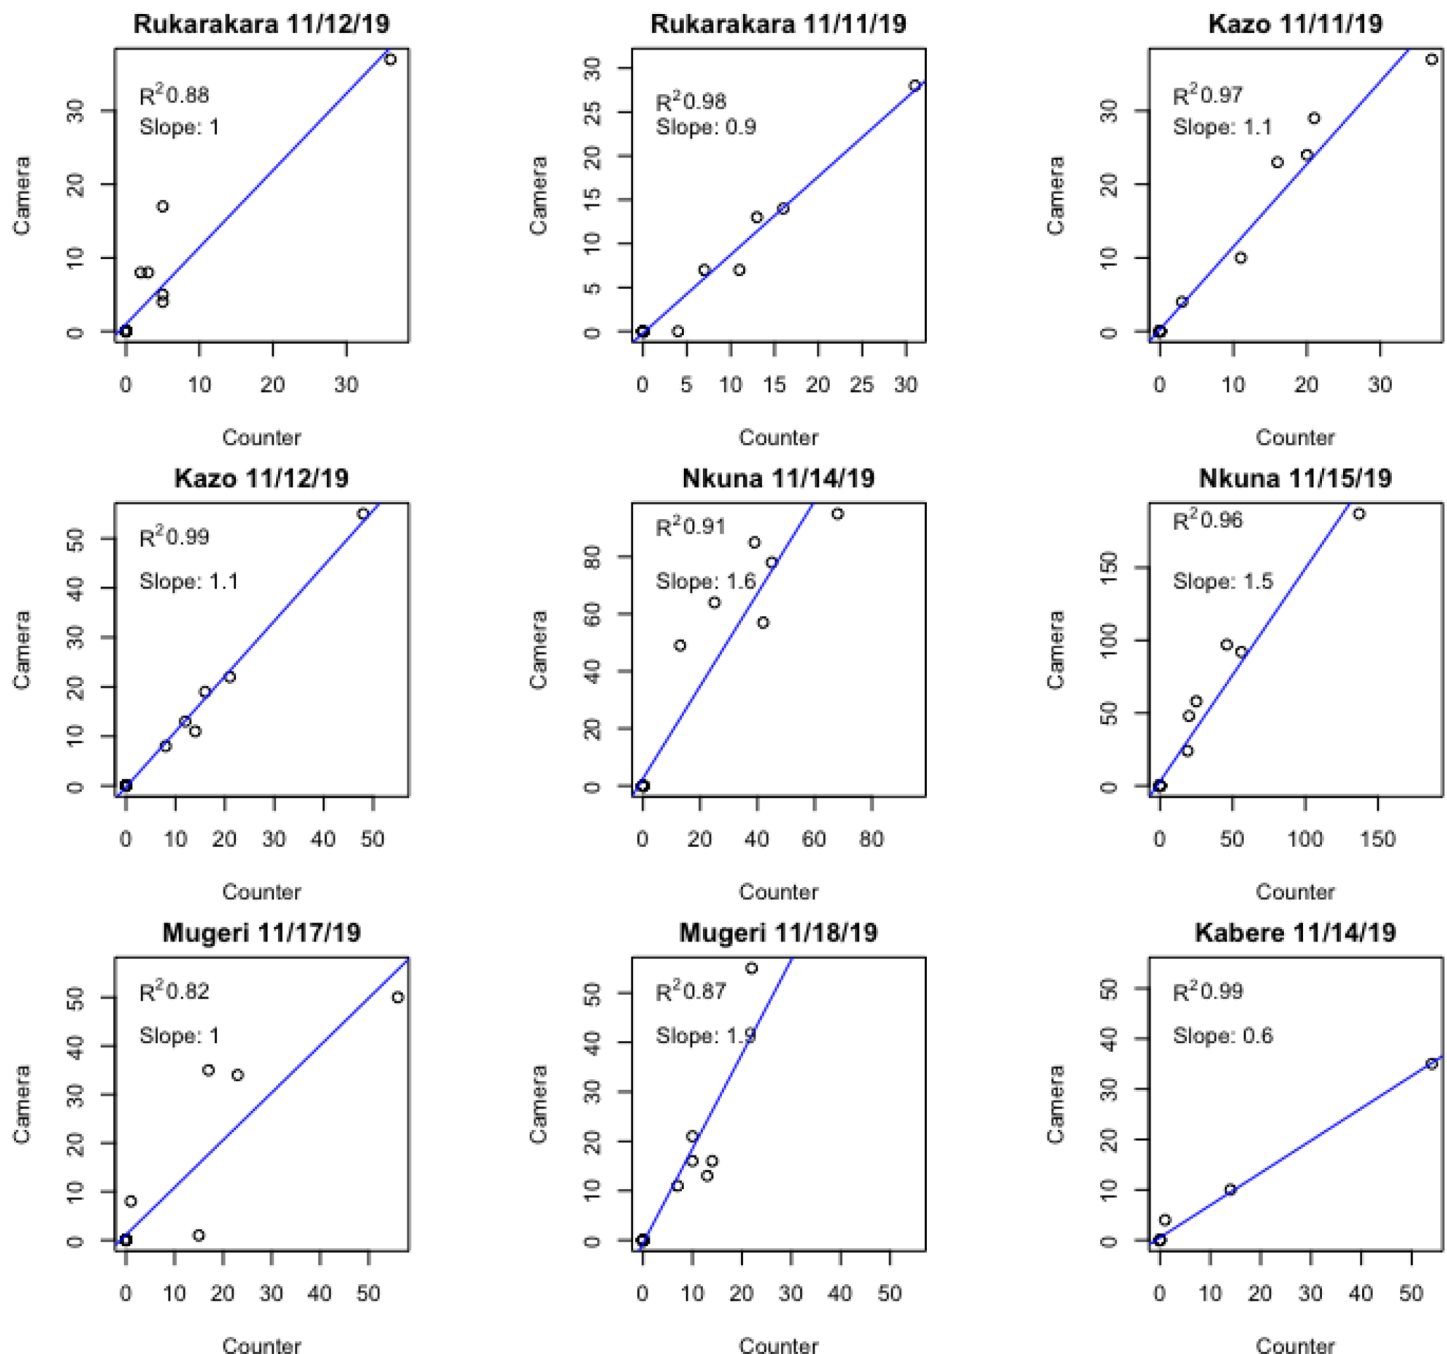 Rukarakara 11/12/19
R² 0.88
Slope: 1
Camera
0 10 20 30
0 10 20 30
Counter
Rukarakara 11/11/19
R² 0.98
Slope: 0.9
Camera
0 5 10 15 20 25 30
0 5 10 15 20 25 30
Counter
Kazo 11/11/19
R² 0.97
Slope: 1.1
Camera
0 10 20 30
0 10 20 30
Counter
Kazo 11/12/19
R² 0.99
Slope: 1.1
Camera
0 10 20 30 40 50
0 10 20 30 40 50
Counter
Nkuna 11/14/19
R² 0.91
Slope: 1.6
Camera
0 20 40 60 80
0 20 40 60 80
Counter
Nkuna 11/15/19
R² 0.96
Slope: 1.5
Camera
0 50 100 150
0 50 100 150
Counter
Mugeri 11/17/19
R² 0.82
Slope: 1
Camera
0 10 20 30 40 50
0 10 20 30 40 50
Counter
Mugeri 11/18/19
R² 0.87
Slope: 1.9
Camera
0 10 20 30 40 50
0 10 20 30 40 50
Counter
Kabere 11/14/19
R² 0.99
Slope: 0.6
Camera
0 10 20 30 40 50
0 10 20 30 40 50
Counter